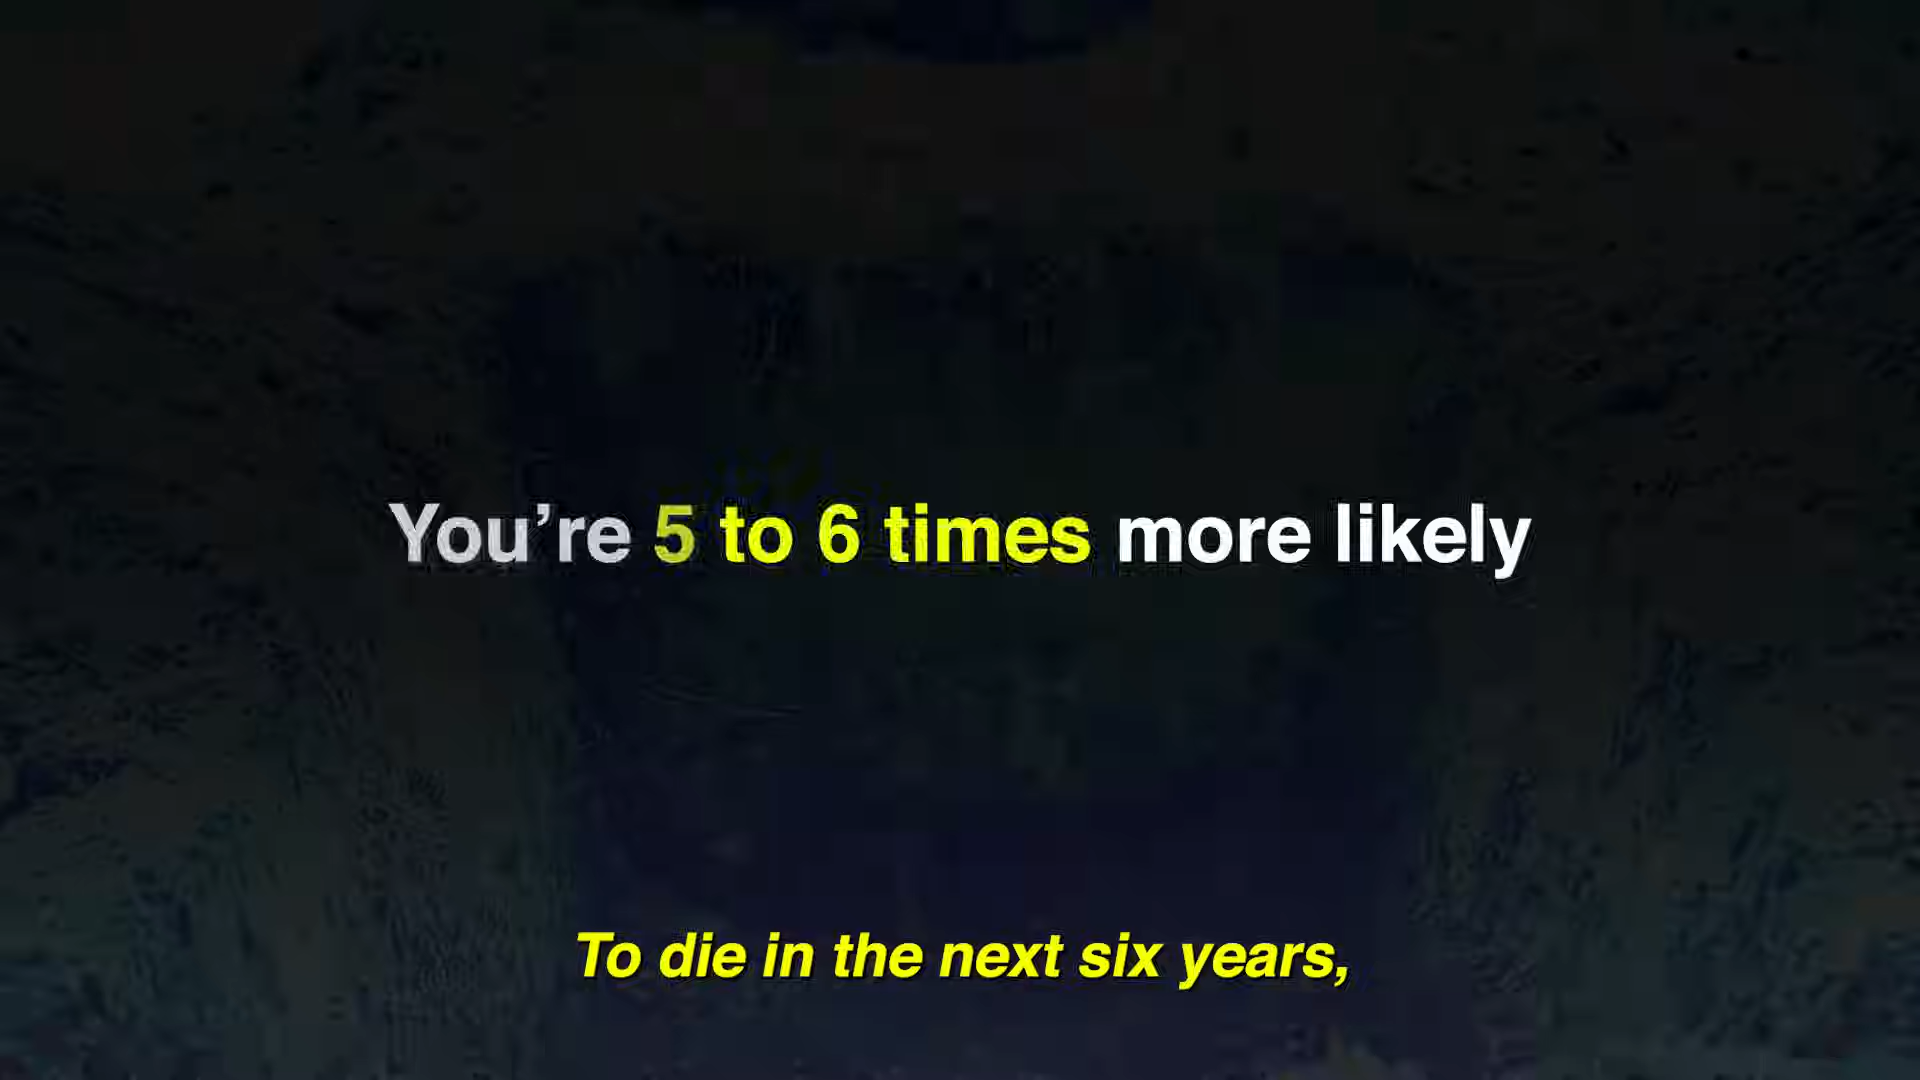 You’re 5 to 6 times more likely
To die in the next six years,